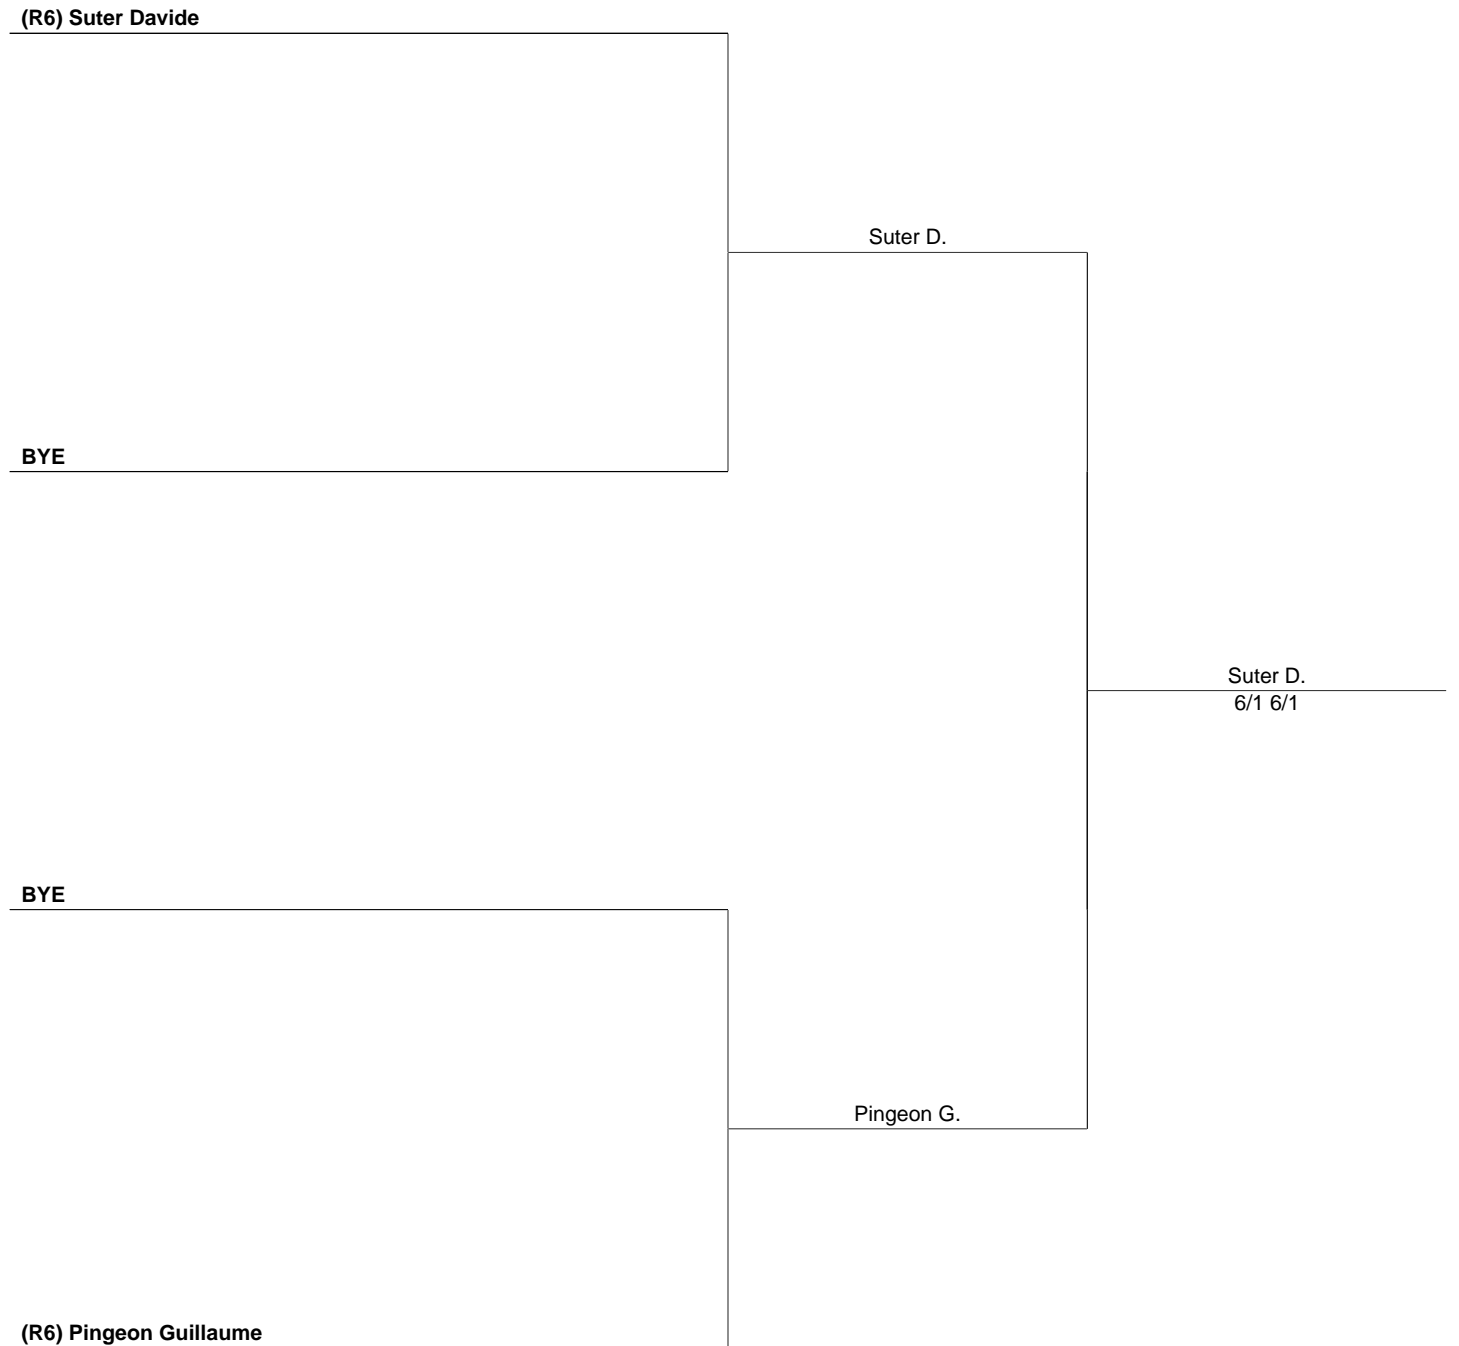 (R6) Suter Davide
Suter D.
BYE
Suter D.
6/1 6/1
BYE
Pingeon G.
(R6) Pingeon Guillaume